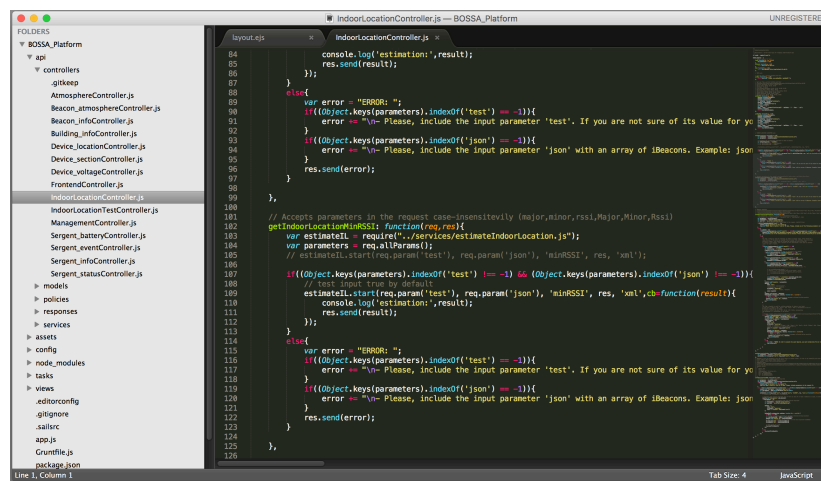 IndoorLocationController.js — BOSSA_Platform
UNREGISTERE
FOLDERS
BOSSA_Platform
api
controllers
.gitkeep
AtmosphereController.js
Beacon_atmosphereController.js
Beacon_infoController.js
Building_infoController.js
Device_locationController.js
Device_sectionController.js
Device_voltageController.js
FrontendController.js
IndoorLocationController.js
IndoorLocationTestController.js
ManagementController.js
Sergent_batteryController.js
Sergent_eventController.js
Sergent_infoController.js
Sergent_statusController.js
models
policies
responses
services
assets
config
node_modules
tasks
views
.editorconfig
.gitignore
.sailsrc
app.js
Gruntfile.js
package.json
layout.ejs ×
IndoorLocationController.js ×
84 console.log('estimation:',result);
85 res.send(result);
86 });
87 }
88 else{
89 var error = "ERROR: ";
90 if((Object.keys(parameters).indexOf('test') == -1)){
91 error += "\n- Please, include the input parameter 'test'. If you are not sure of its value for yo
92 }
93 if((Object.keys(parameters).indexOf('json') == -1)){
94 error += "\n- Please, include the input parameter 'json' with an array of iBeacons. Example: json
95 }
96 res.send(error);
97 }
98
99 },
100
101 // Accepts parameters in the request case-insensitevily (major,minor,rssi,Major,Minor,Rssi)
102 getIndoorLocationMinRSSI: function(req,res){
103 var estimateIL = require("../services/estimateIndoorLocation.js");
104 var parameters = req.allParams();
105 // estimateIL.start(req.param('test'), req.param('json'), 'minRSSI', res, 'xml');
106
107 if((Object.keys(parameters).indexOf('test') !== -1) && (Object.keys(parameters).indexOf('json') !== -1)){
108 // test input true by default
109 estimateIL.start(req.param('test'), req.param('json'), 'minRSSI', res, 'xml',cb=function(result){
110 console.log('estimation:',result);
111 res.send(result);
112 });
113 }
114 else{
115 var error = "ERROR: ";
116 if((Object.keys(parameters).indexOf('test') == -1)){
117 error += "\n- Please, include the input parameter 'test'. If you are not sure of its value for yo
118 }
119 if((Object.keys(parameters).indexOf('json') == -1)){
120 error += "\n- Please, include the input parameter 'json' with an array of iBeacons. Example: json
121 }
122 res.send(error);
123 }
124
125 },
126
Line 1, Column 1
Tab Size: 4
JavaScript